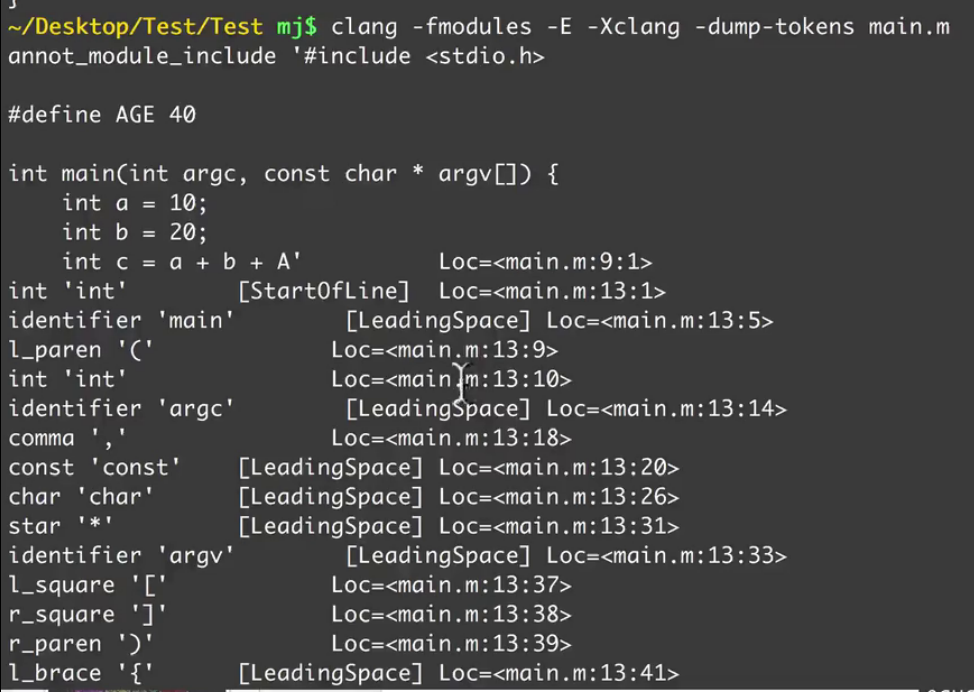 }
~/Desktop/Test/Test mj$ clang -fmodules -E -Xclang -dump-tokens main.m
annot_module_include '#include <stdio.h>
#define AGE 40
int main(int argc, const char * argv[]) {
    int a = 10;
    int b = 20;
    int c = a + b + A'          Loc=<main.m:9:1>
int 'int'        [StartOfLine]  Loc=<main.m:13:1>
identifier 'main'        [LeadingSpace] Loc=<main.m:13:5>
l_paren '('             Loc=<main.m:13:9>
int 'int'               Loc=<main.m:13:10>
identifier 'argc'        [LeadingSpace] Loc=<main.m:13:14>
comma ','               Loc=<main.m:13:18>
const 'const'    [LeadingSpace] Loc=<main.m:13:20>
char 'char'      [LeadingSpace] Loc=<main.m:13:26>
star '*'         [LeadingSpace] Loc=<main.m:13:31>
identifier 'argv'        [LeadingSpace] Loc=<main.m:13:33>
l_square '['            Loc=<main.m:13:37>
r_square ']'            Loc=<main.m:13:38>
r_paren ')'             Loc=<main.m:13:39>
l_brace '{'      [LeadingSpace] Loc=<main.m:13:41>